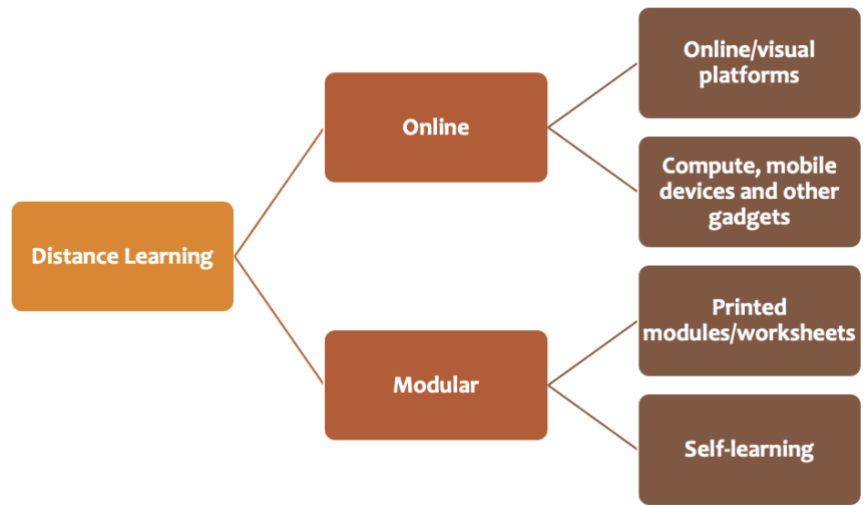 Online/visual
platforms
Online
Compute, mobile
devices and other
gadgets
Distance Learning
Printed
modules/worksheets
Modular
Self-learning